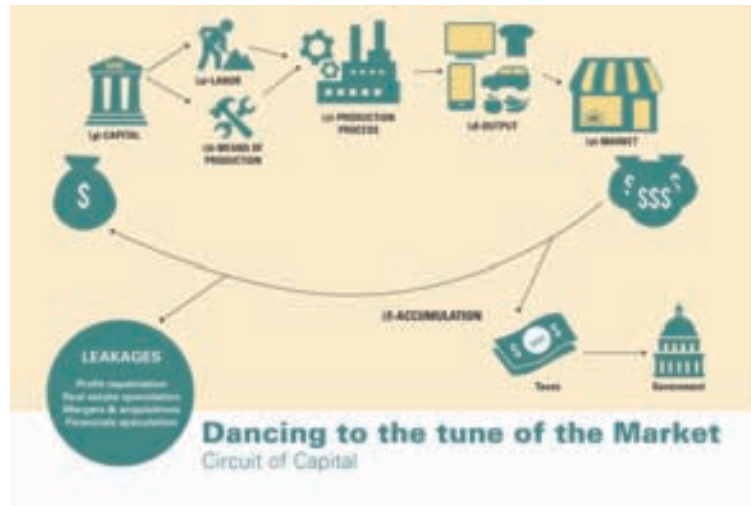 LABOR
PRODUCTION
PROCESS
OUTPUT
MARKET
CAPITAL
MEANS OF
PRODUCTION
$
$ $$$ $
ACCUMULATION
LEAKAGES
Profit repatriation
Real estate speculation
Mergers & acquisitions
Financials speculation
$ $
Taxes
Government
Dancing to the tune of the Market
Circuit of Capital